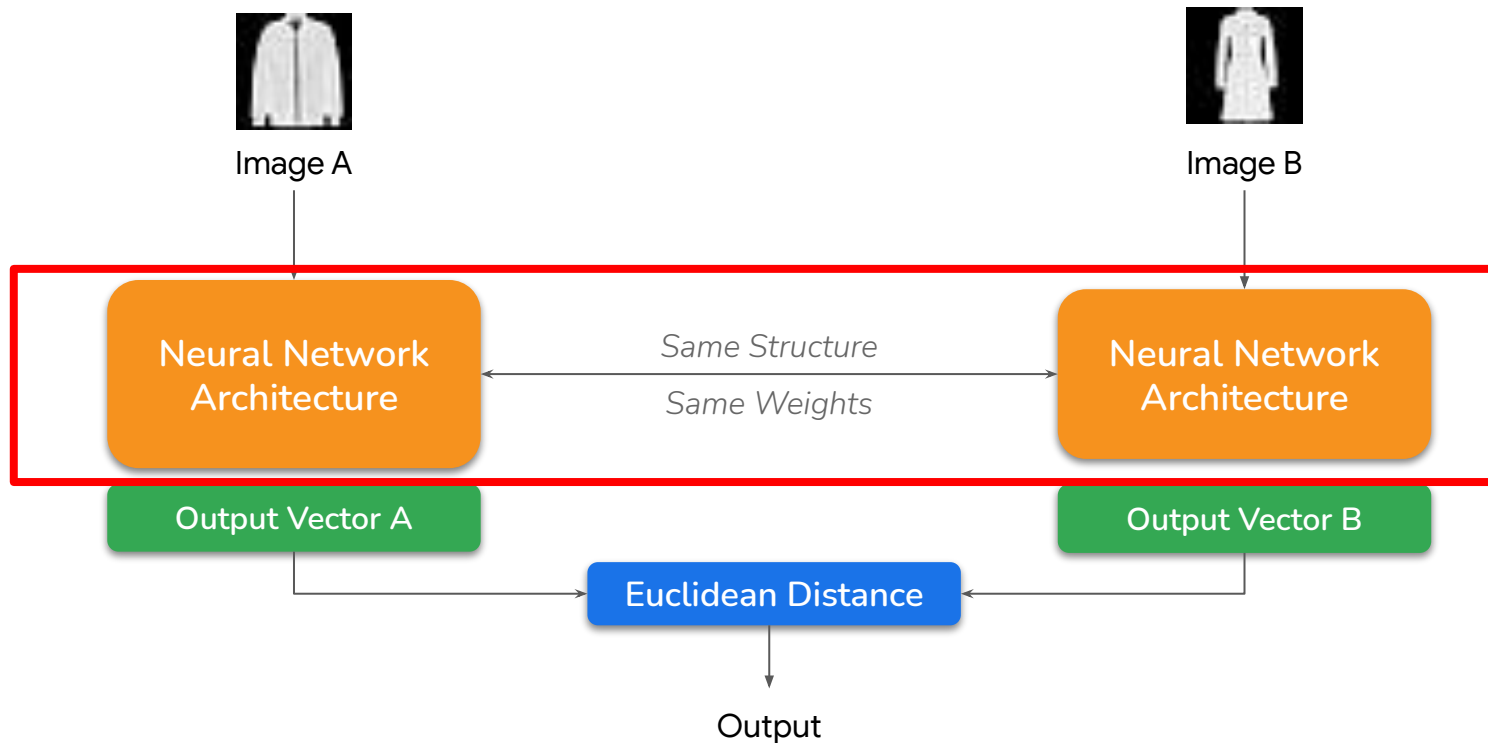 Image A
Image B
Neural Network
Architecture
Same Structure
Same Weights
Neural Network
Architecture
Output Vector A
Output Vector B
Euclidean Distance
Output